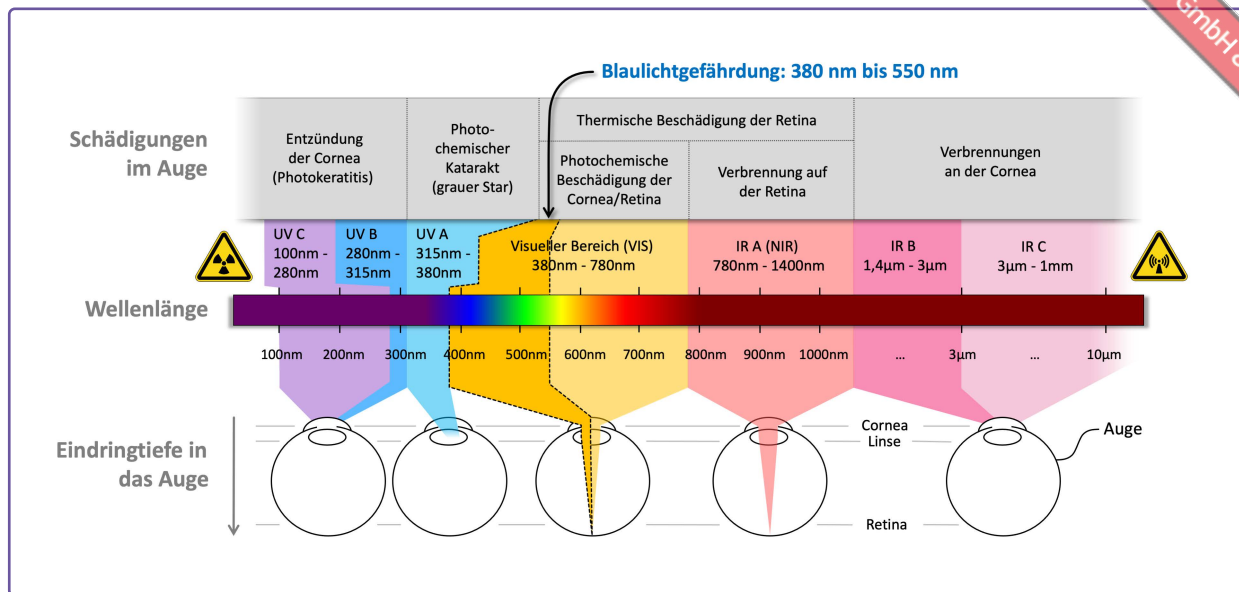 GmbH &
Blaulichtgefährdung: 380 nm bis 550 nm
Schädigungen
im Auge
Entzündung
der Cornea
(Photokeratitis)
Photo-
chemischer
Katarakt
(grauer Star)
Thermische Beschädigung der Retina
Photochemische
Beschädigung der
Cornea/Retina
Verbrennung auf
der Retina
Verbrennungen
an der Cornea
UV C
100nm -
280nm
UV B
280nm -
315nm
UV A
315nm -
380nm
Visueller Bereich (VIS)
380nm - 780nm
IR A (NIR)
780nm - 1400nm
IR B
1,4µm - 3µm
IR C
3µm - 1mm
Wellenlänge
100nm 200nm 300nm 400nm 500nm 600nm 700nm 800nm 900nm 1000nm ... 3µm ... 10µm
Eindringtiefe in
das Auge
Cornea
Linse
Auge
Retina